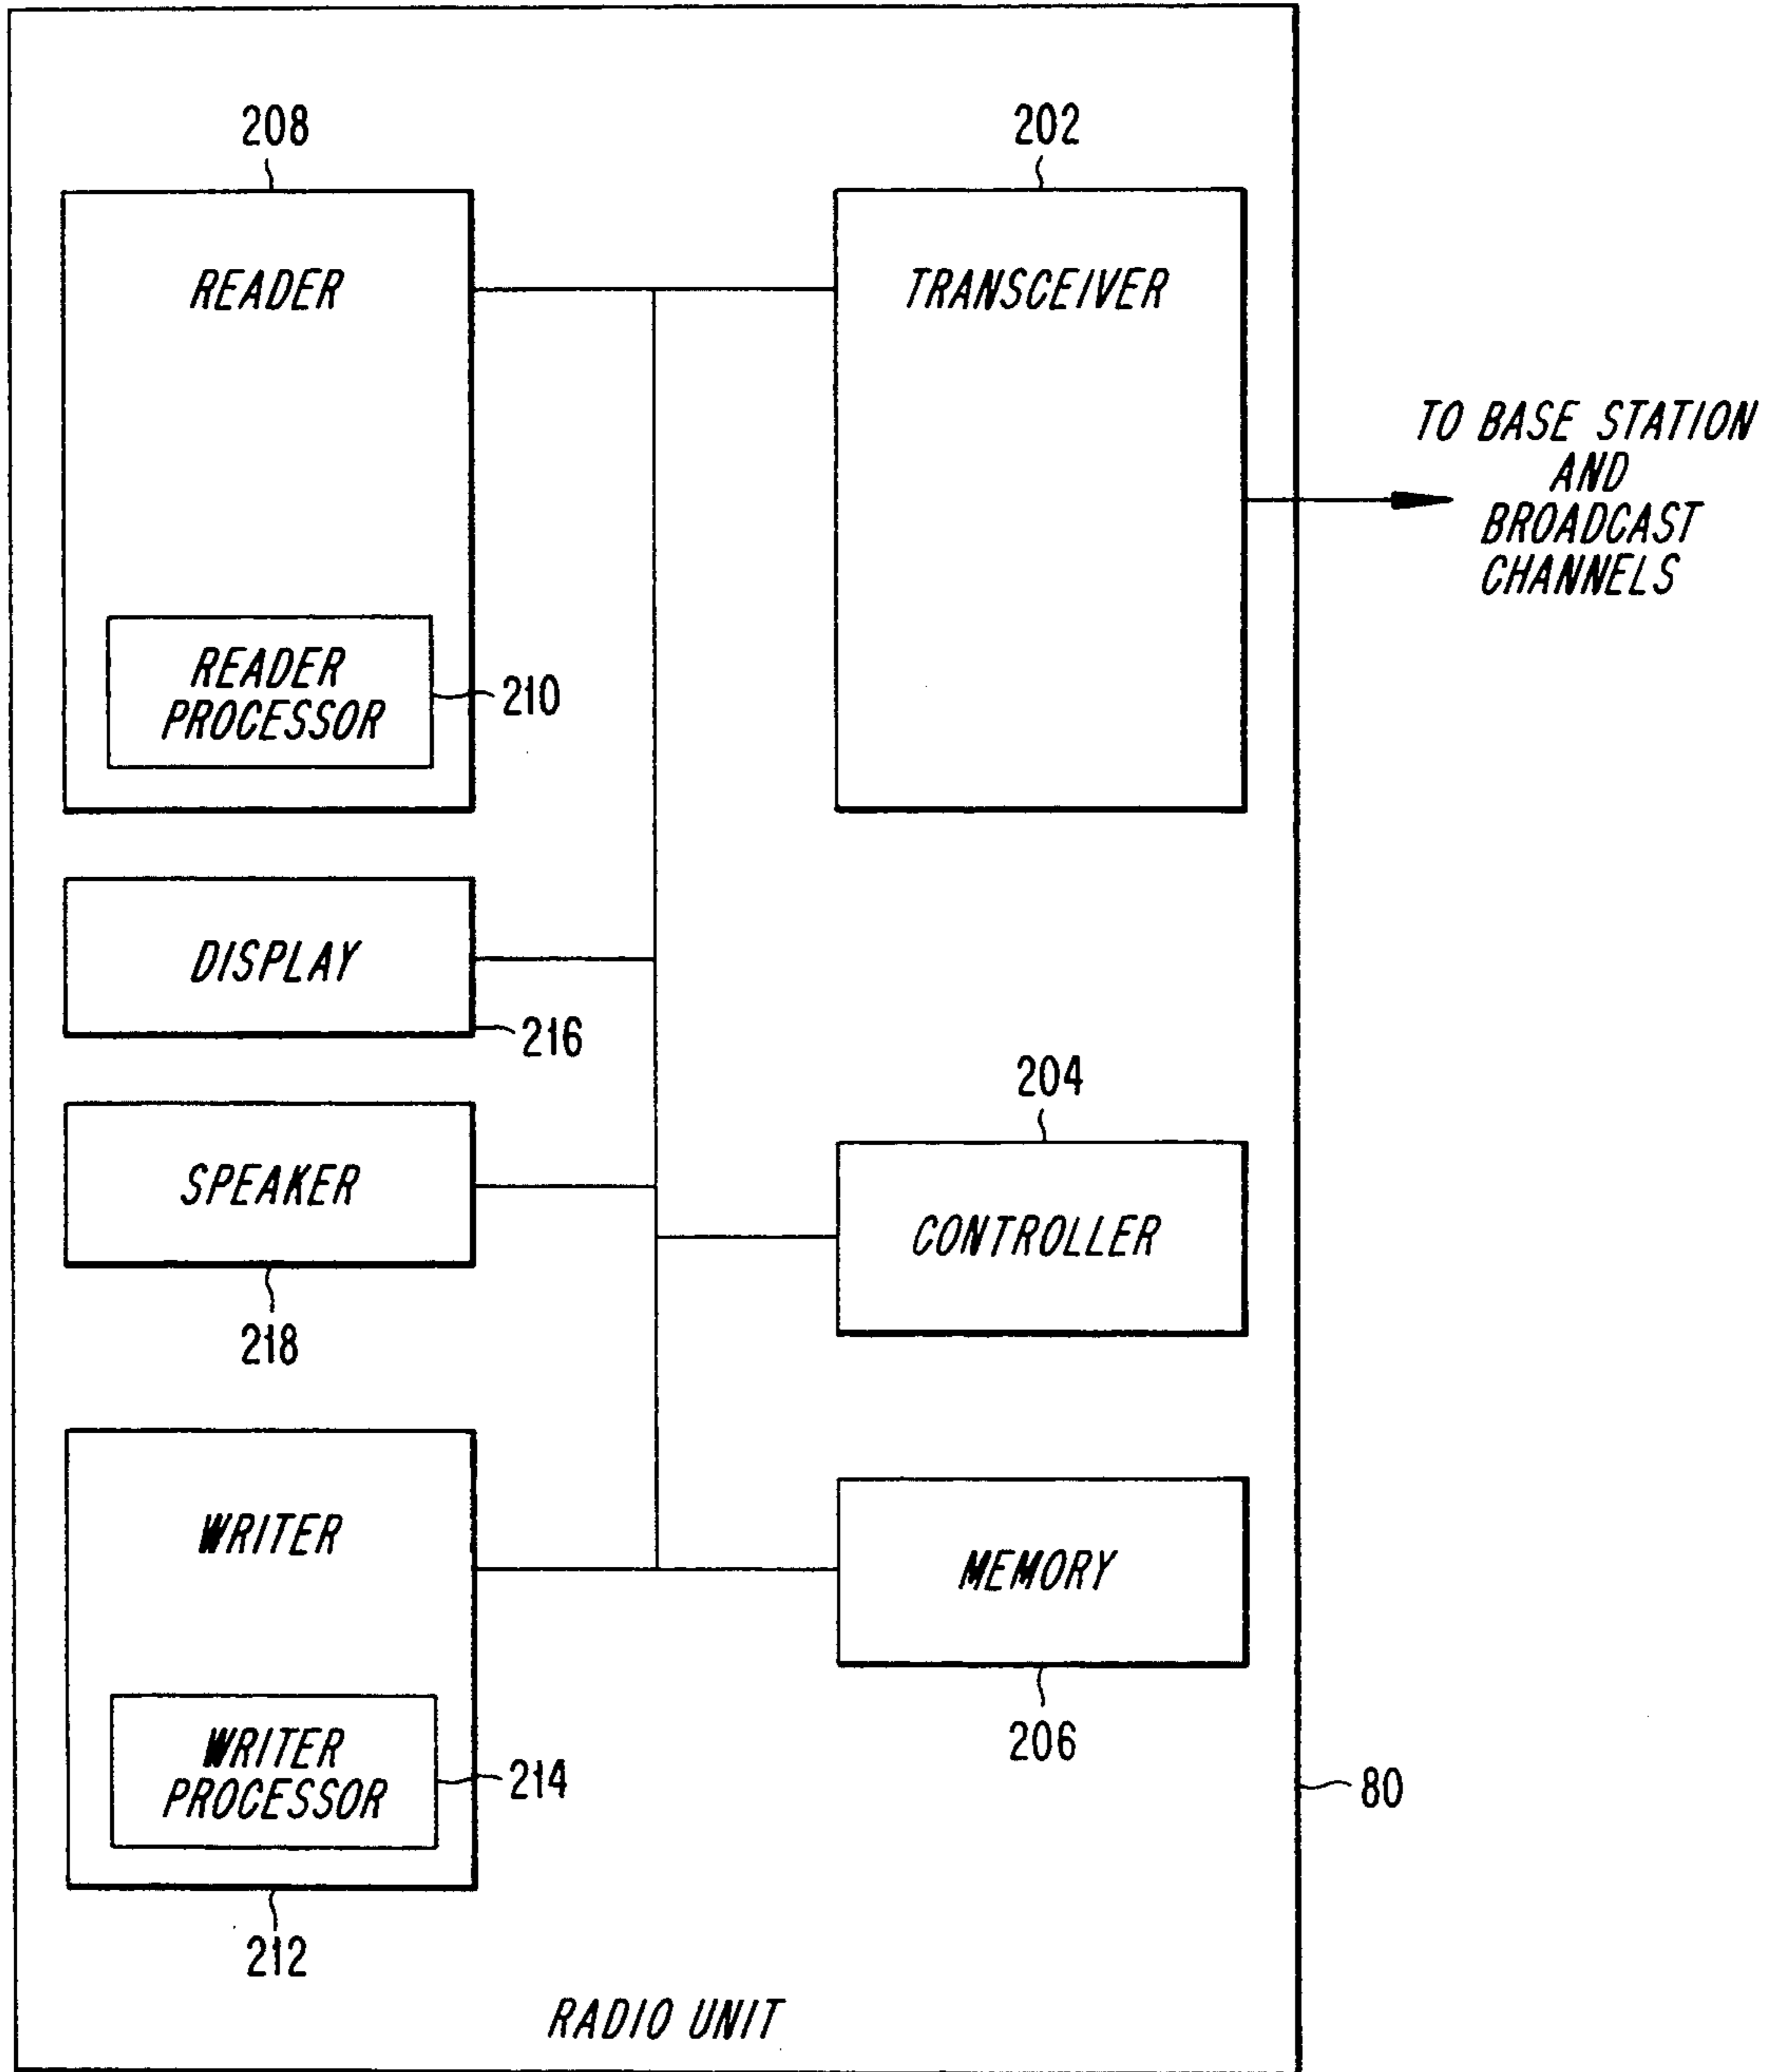 208
202
READER
TRANSCEIVER
TO BASE STATION
AND
BROADCAST
CHANNELS
READER
PROCESSOR
210
DISPLAY
216
204
SPEAKER
CONTROLLER
218
WRITER
MEMORY
206
WRITER
PROCESSOR
214
80
212
RADIO UNIT